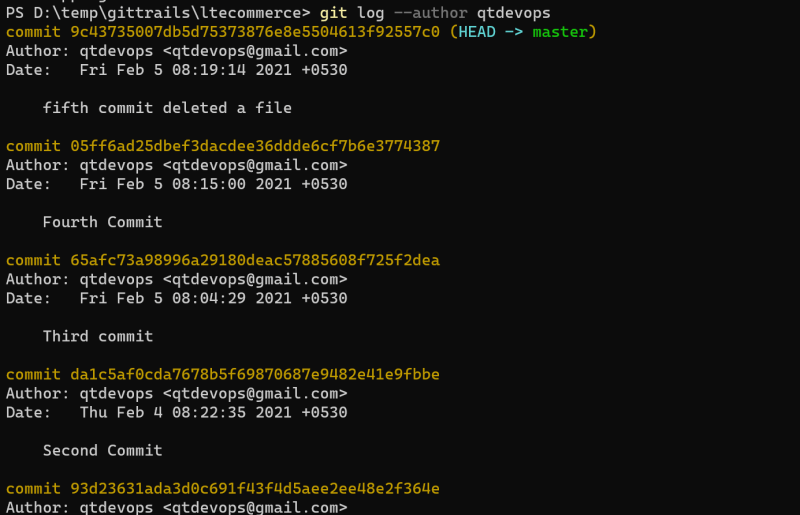 PS D:\temp\gittrails\ltecommerce> git log --author qtdevops
commit 9c43735007db5d75373876e8e5504613f92557c0 (HEAD -> master)
Author: qtdevops <qtdevops@gmail.com>
Date:   Fri Feb 5 08:19:14 2021 +0530
    fifth commit deleted a file
commit 05ff6ad25dbef3dacdee36ddde6cf7b6e3774387
Author: qtdevops <qtdevops@gmail.com>
Date:   Fri Feb 5 08:15:00 2021 +0530
    Fourth Commit
commit 65afc73a98996a29180deac57885608f725f2dea
Author: qtdevops <qtdevops@gmail.com>
Date:   Fri Feb 5 08:04:29 2021 +0530
    Third commit
commit da1c5af0cda7678b5f69870687e9482e41e9fbbe
Author: qtdevops <qtdevops@gmail.com>
Date:   Thu Feb 4 08:22:35 2021 +0530
    Second Commit
commit 93d23631ada3d0c691f43f4d5aee2ee48e2f364e
Author: qtdevops <qtdevops@gmail.com>